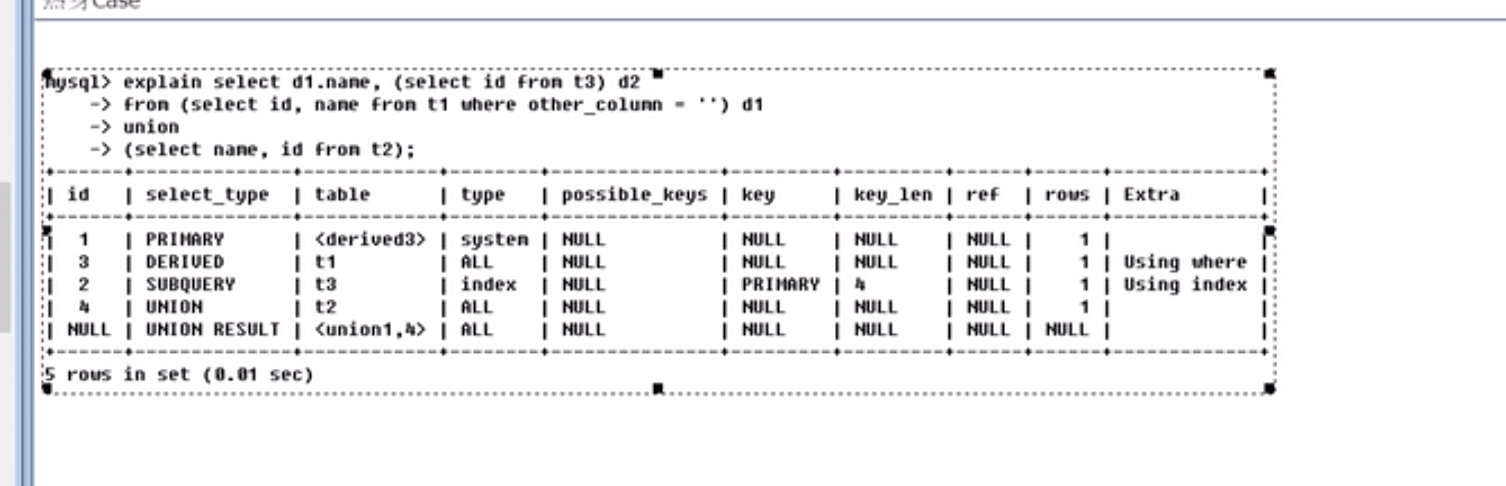 Case
mysql> explain select d1.name, (select id from t3) d2
    -> from (select id, name from t1 where other_column = '') d1
    -> union
    -> (select name, id from t2);
+------+--------------+------------+--------+---------------+---------+---------+------+------+-------------+
| id   | select_type  | table      | type   | possible_keys | key     | key_len | ref  | rows | Extra       |
+------+--------------+------------+--------+---------------+---------+---------+------+------+-------------+
|  1   | PRIMARY      | <derived3> | system | NULL          | NULL    | NULL    | NULL |    1 |             |
|  3   | DERIVED      | t1         | ALL    | NULL          | NULL    | NULL    | NULL |    1 | Using where |
|  2   | SUBQUERY     | t3         | index  | NULL          | PRIMARY | 4       | NULL |    1 | Using index |
|  4   | UNION        | t2         | ALL    | NULL          | NULL    | NULL    | NULL |    1 |             |
| NULL | UNION RESULT | <union1,4> | ALL    | NULL          | NULL    | NULL    | NULL | NULL |             |
+------+--------------+------------+--------+---------------+---------+---------+------+------+-------------+
5 rows in set (0.01 sec)